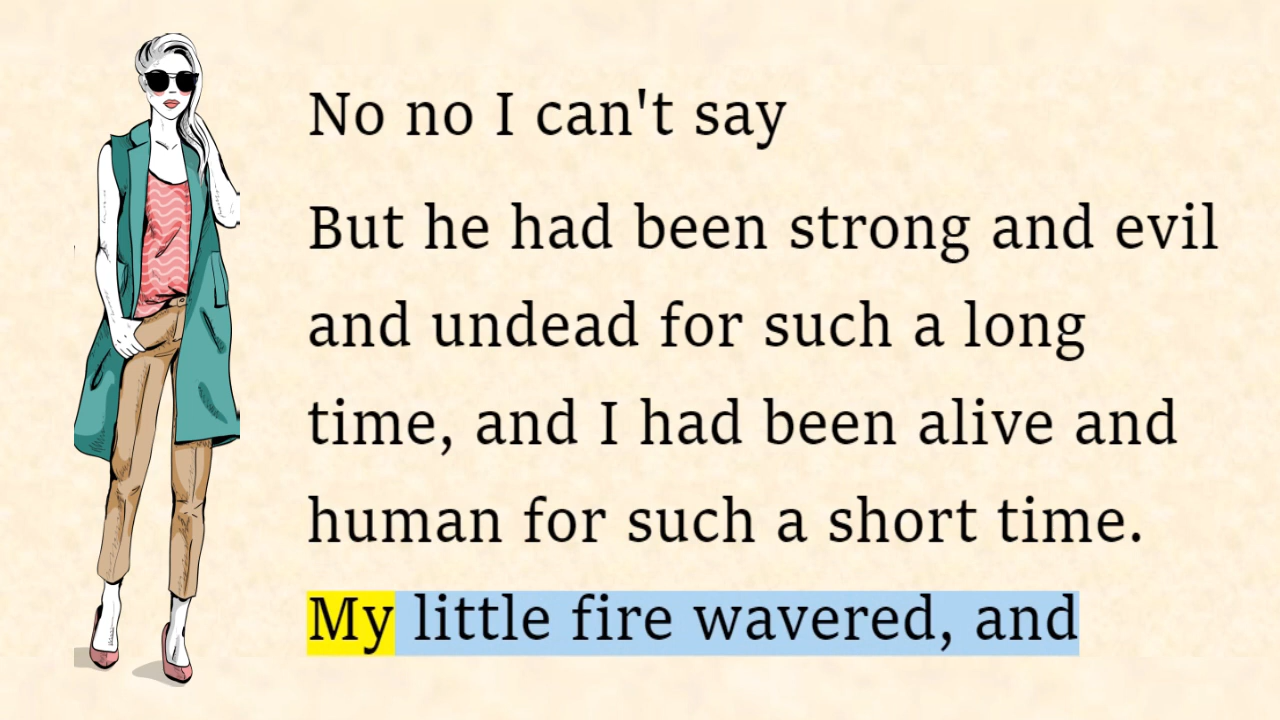 No no I can't say
But he had been strong and evil
and undead for such a long
time, and I had been alive and
human for such a short time.
My little fire wavered, and